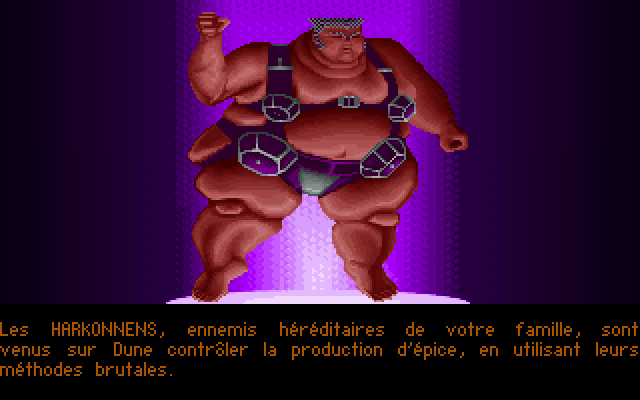 Les HARKONNENS, ennemis héréditaires de votre famille, sont
venus sur Dune contrôler la production d'épice, en utilisant leurs
méthodes brutales.